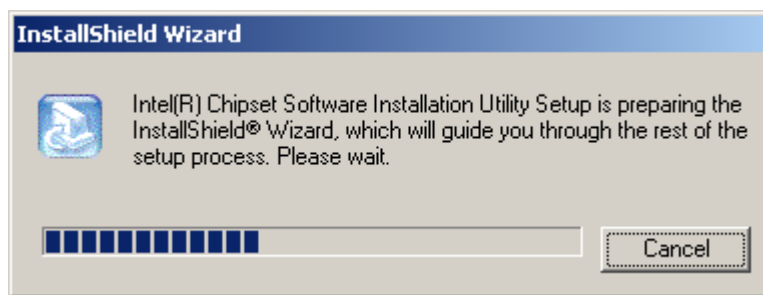 InstallShield Wizard
Intel(R) Chipset Software Installation Utility Setup is preparing the
InstallShield® Wizard, which will guide you through the rest of the
setup process. Please wait.
Cancel